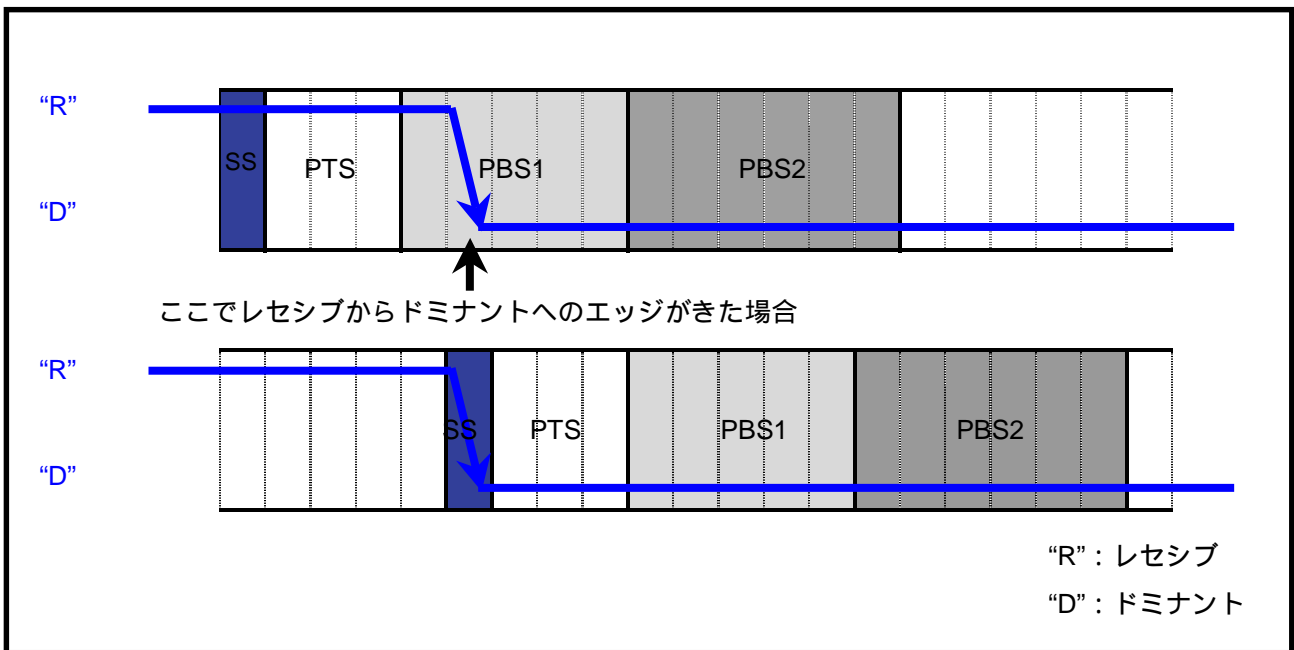 “R”
SS PTS PBS1 PBS2
“D”
ここでレセシブからドミナントへのエッジがきた場合
“R”
SS PTS PBS1 PBS2
“D”
“R”：レセシブ
“D”：ドミナント